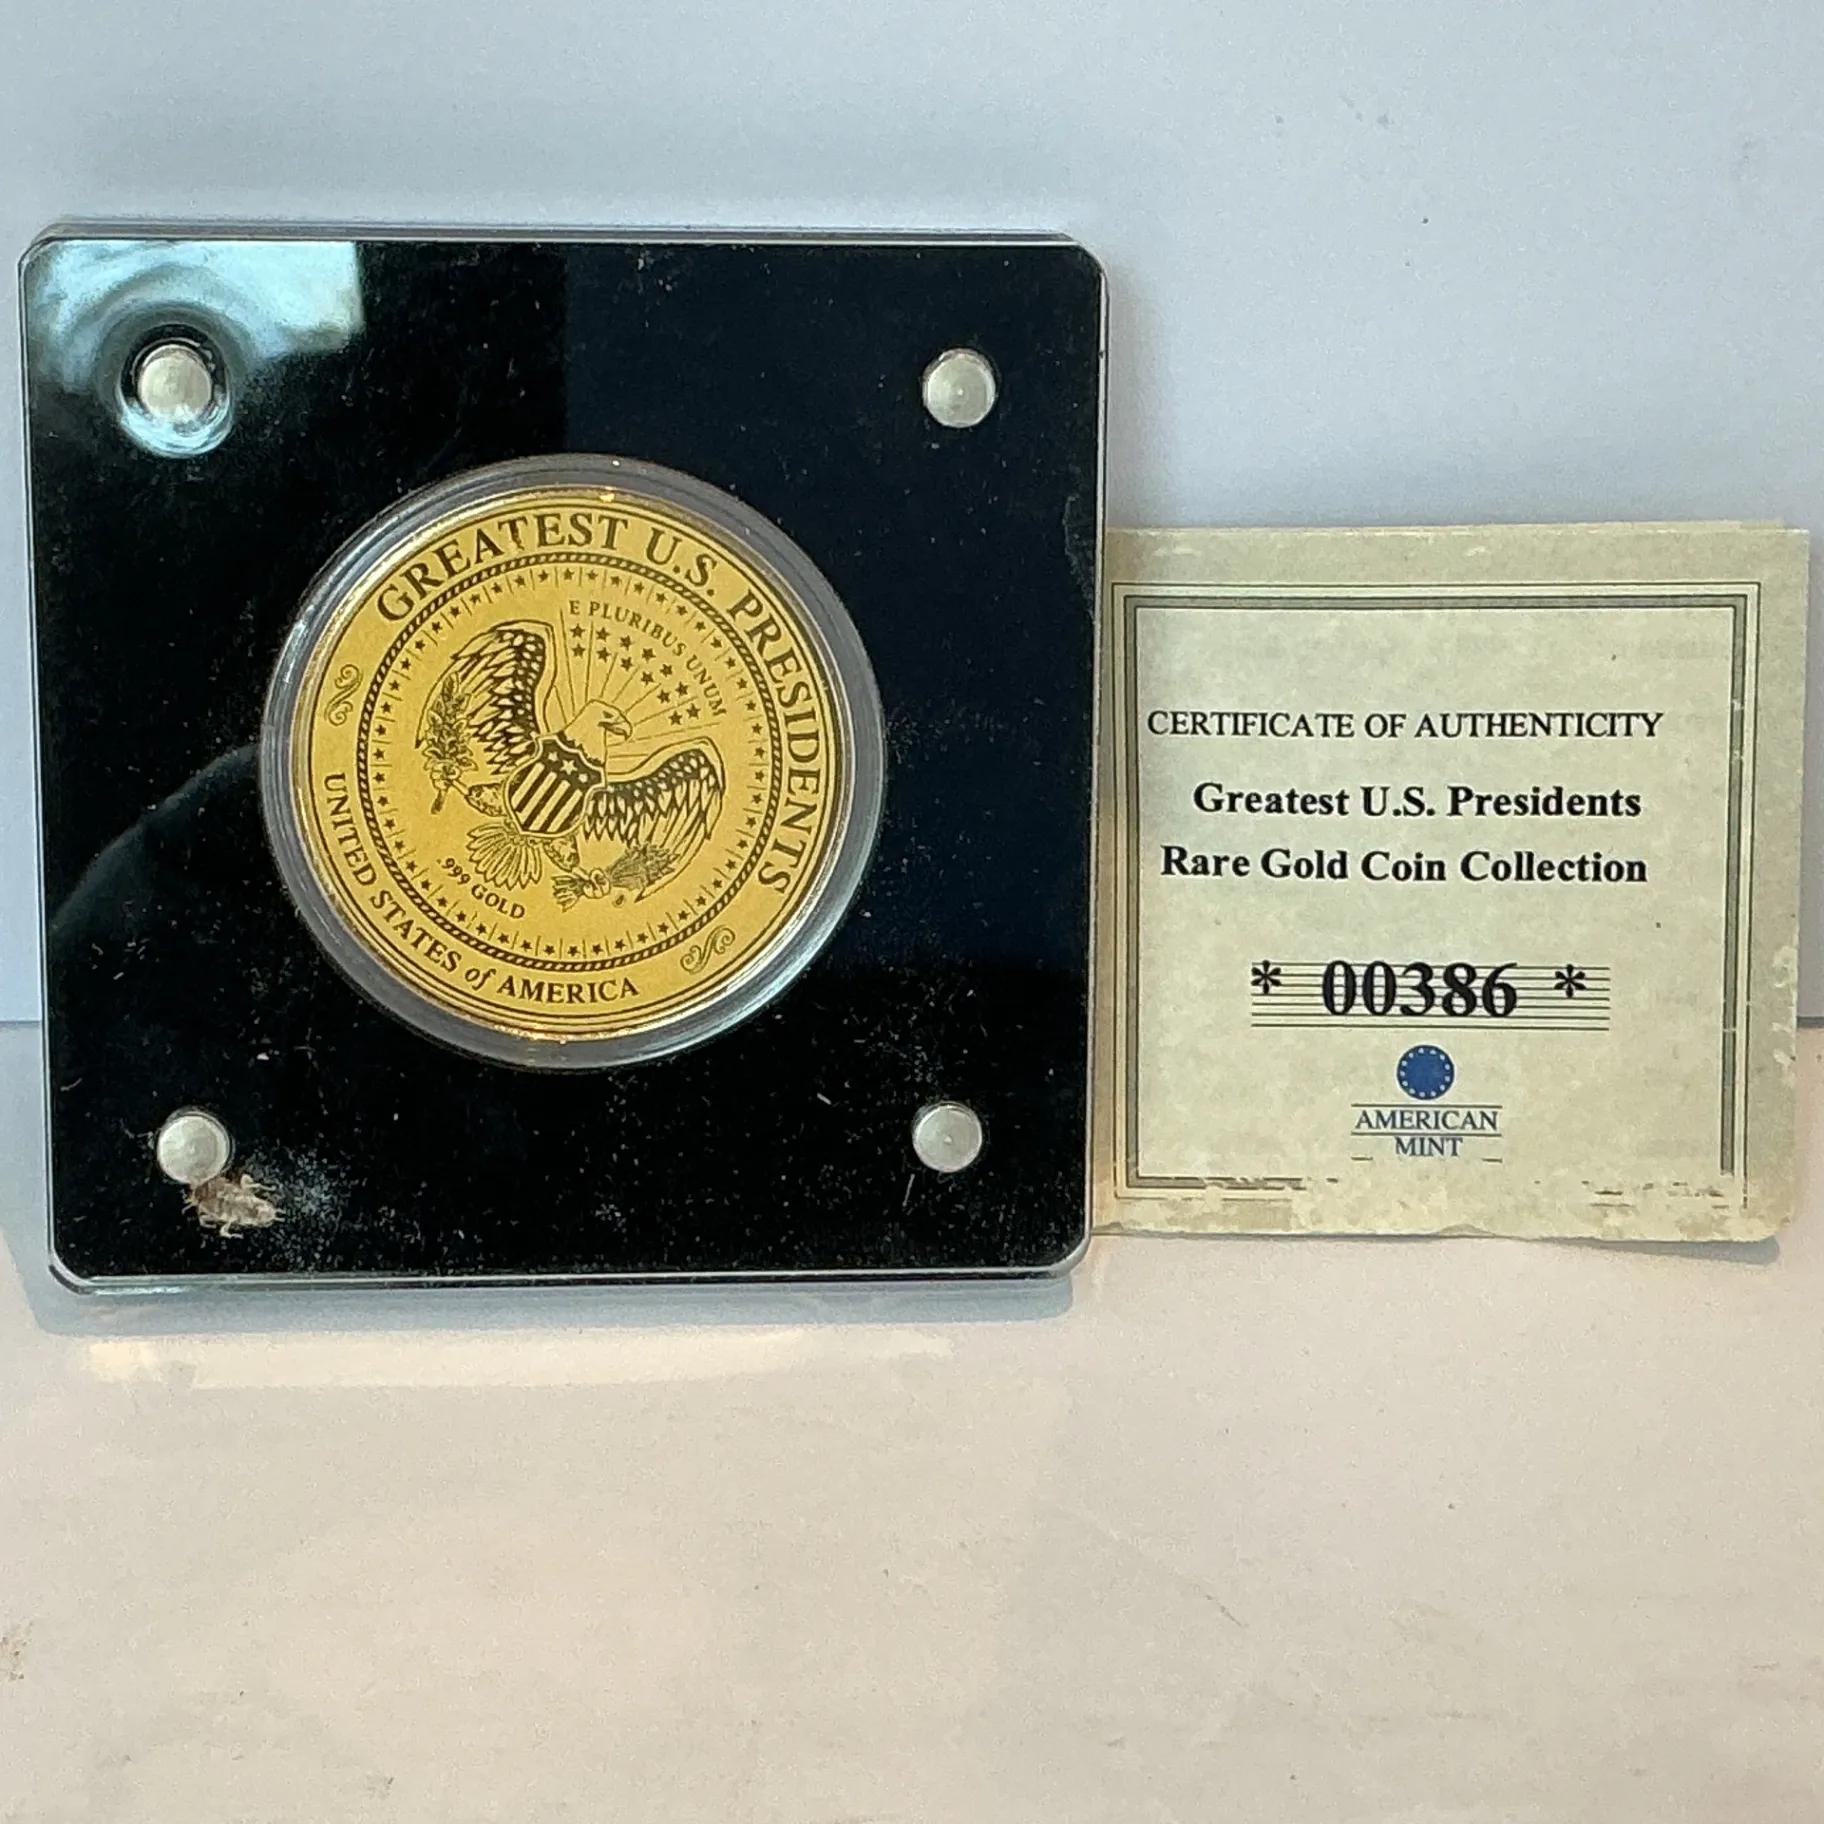 GREATEST U.S. PRESIDENTS
E PLURIBUS UNUM
.999 GOLD
UNITED STATES of AMERICA
CERTIFICATE OF AUTHENTICITY
Greatest U.S. Presidents
Rare Gold Coin Collection
* 00386 *
AMERICAN
MINT